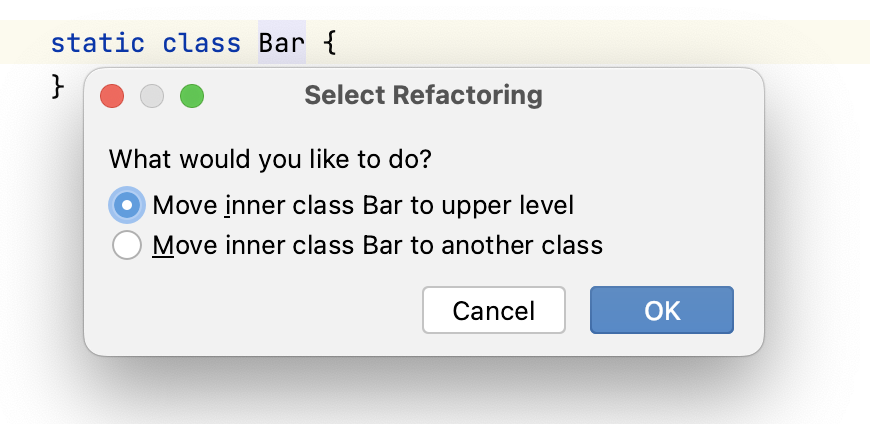 static class Bar {
}
Select Refactoring
What would you like to do?
Move inner class Bar to upper level
Move inner class Bar to another class
Cancel OK